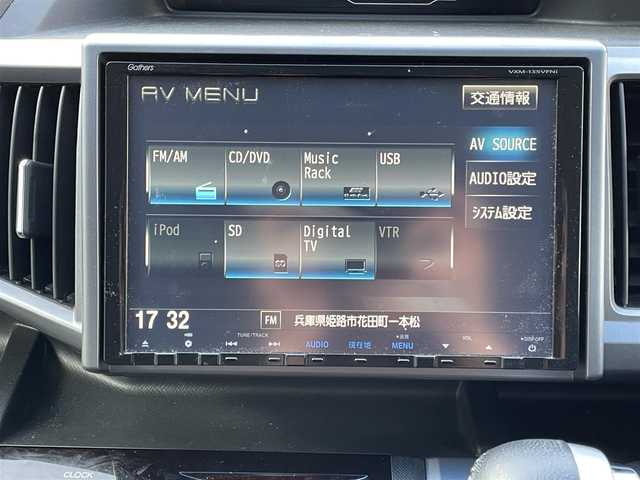 Gathers
VXM-135VFNi
AV MENU
交通情報
AV SOURCE
AUDIO設定
システム設定
FM/AM
CD/DVD
Music Rack
USB
iPod
SD
Digital TV
VTR
17 32
FM
兵庫県姫路市花田町一本松
TUNE/TRACK
AUDIO
現在地
MENU
VOL
CLOCK